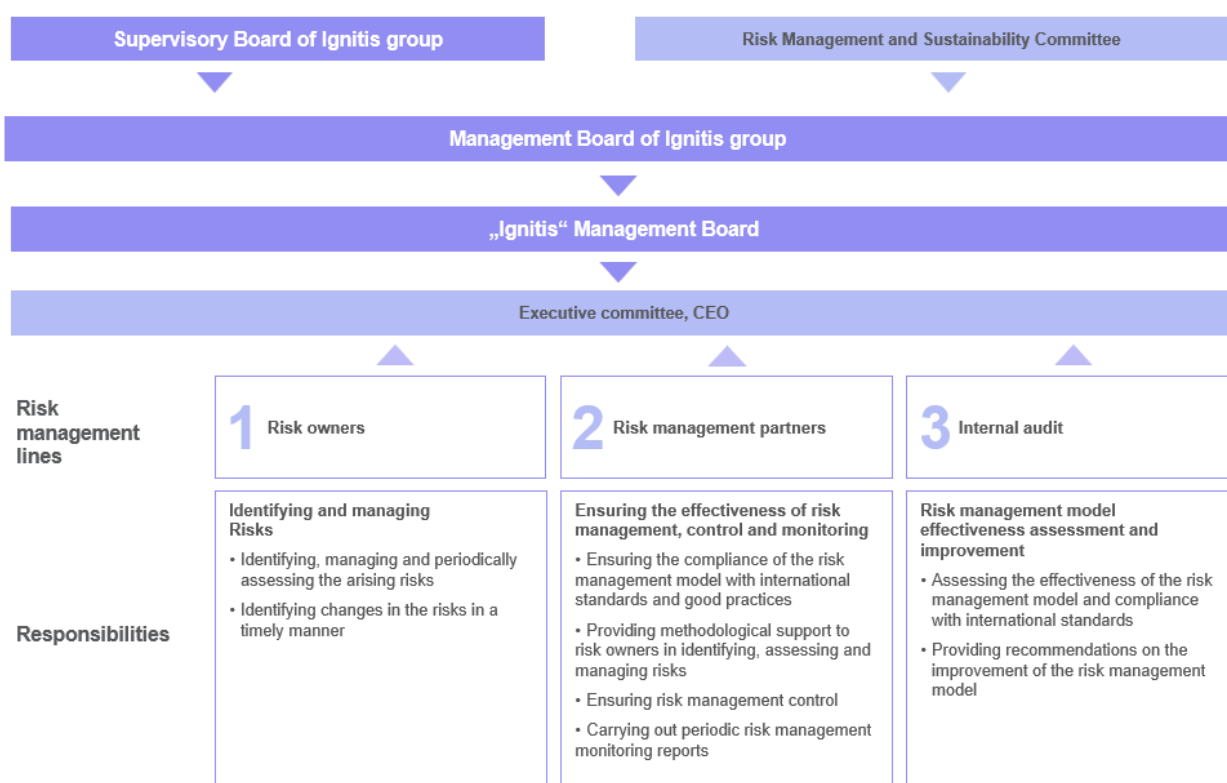 Supervisory Board of Ignitis group
Risk Management and Sustainability Committee
Management Board of Ignitis group
„Ignitis“ Management Board
Executive committee, CEO
Risk
management
lines
1 Risk owners
2 Risk management partners
3 Internal audit
Responsibilities
Identifying and managing
Risks
• Identifying, managing and periodically
assessing the arising risks
• Identifying changes in the risks in a
timely manner
Ensuring the effectiveness of risk
management, control and monitoring
• Ensuring the compliance of the risk
management model with international
standards and good practices
• Providing methodological support to
risk owners in identifying, assessing and
managing risks
• Ensuring risk management control
• Carrying out periodic risk management
monitoring reports
Risk management model
effectiveness assessment and
improvement
• Assessing the effectiveness of the risk
management model and compliance
with international standards
• Providing recommendations on the
improvement of the risk management
model